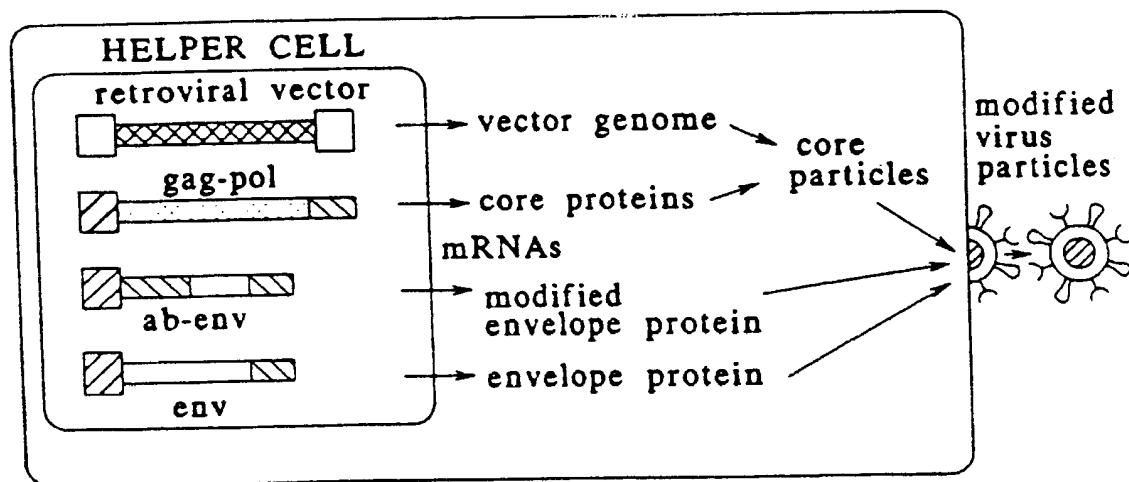 HELPER CELL
retroviral vector
gag-pol
ab-env
env
mRNAs
vector genome
core proteins
modified
envelope protein
envelope protein
core
particles
modified
virus
particles